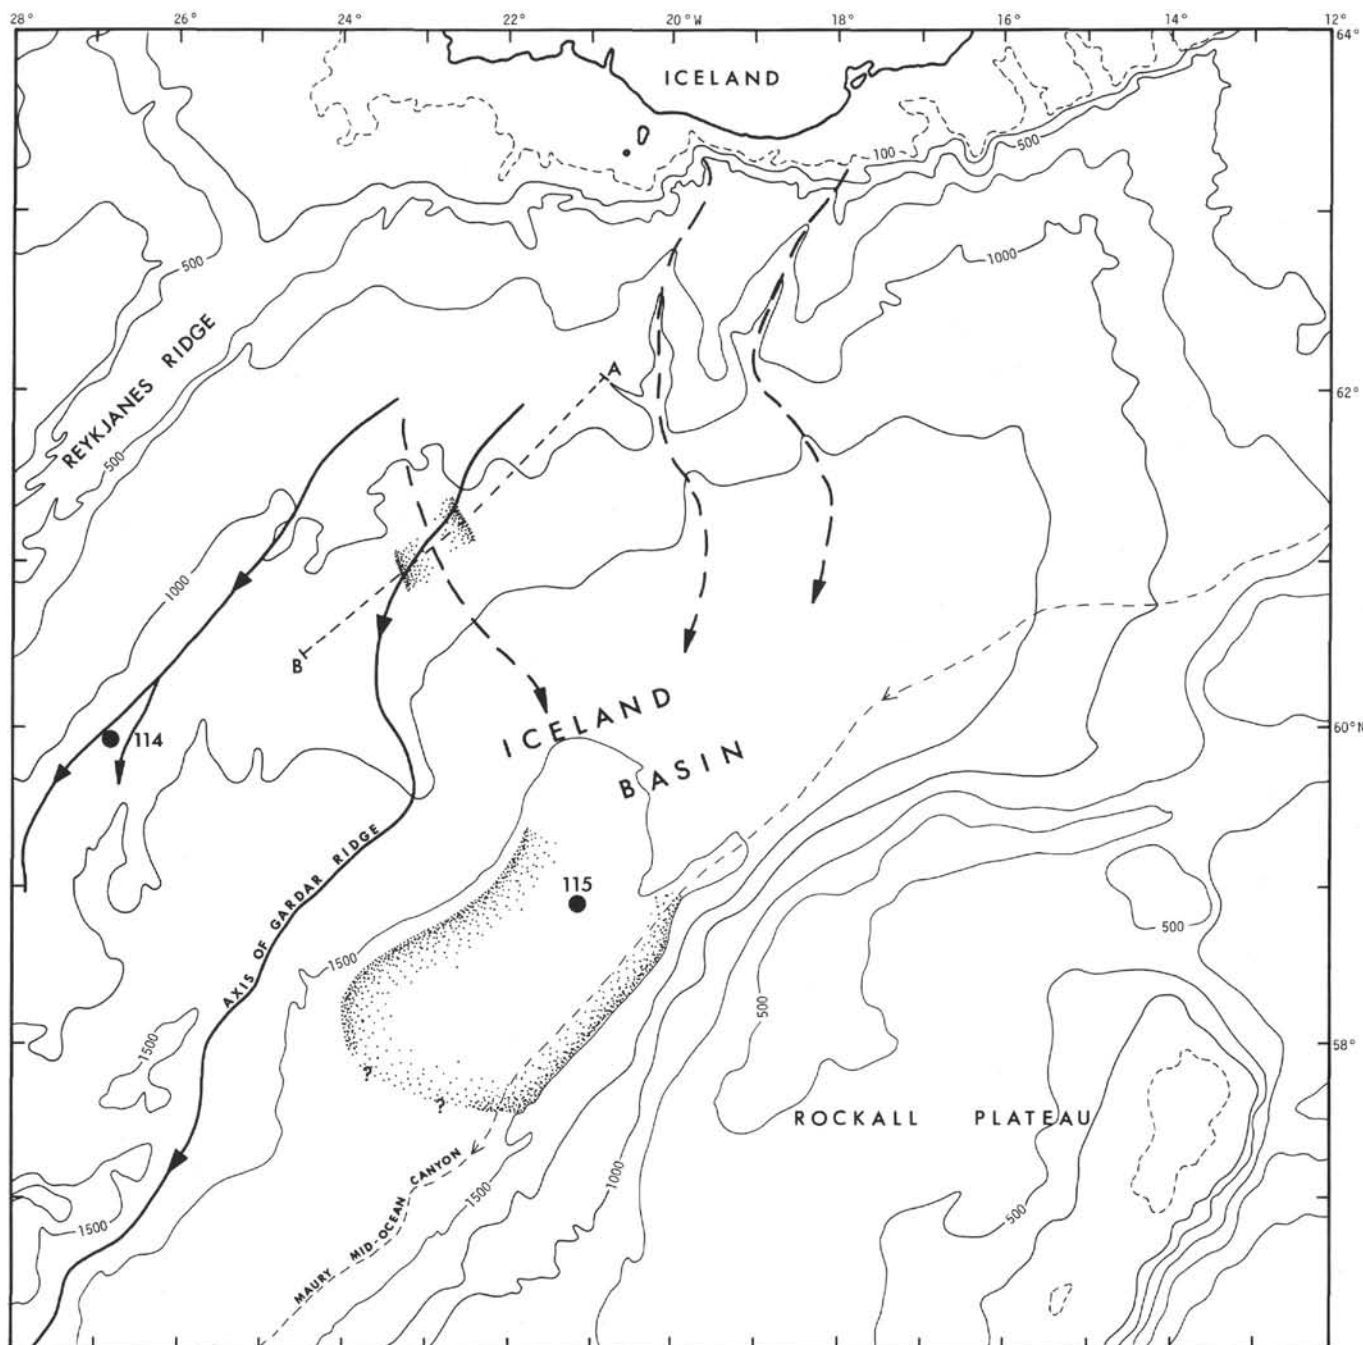 28° 26° 24° 22° 20°W 18° 16° 14° 12°
64°
ICELAND
100
500
500
1000
REYKJANES RIDGE
A
62°
500
1000
B
ICELAND
60°N
114
BASIN
AXIS OF GARDAR RIDGE
115
500
1500
500
1500
58°
?
?
ROCKALL PLATEAU
MAURY MID-OCEAN CANYON
1000
1500
500
1500